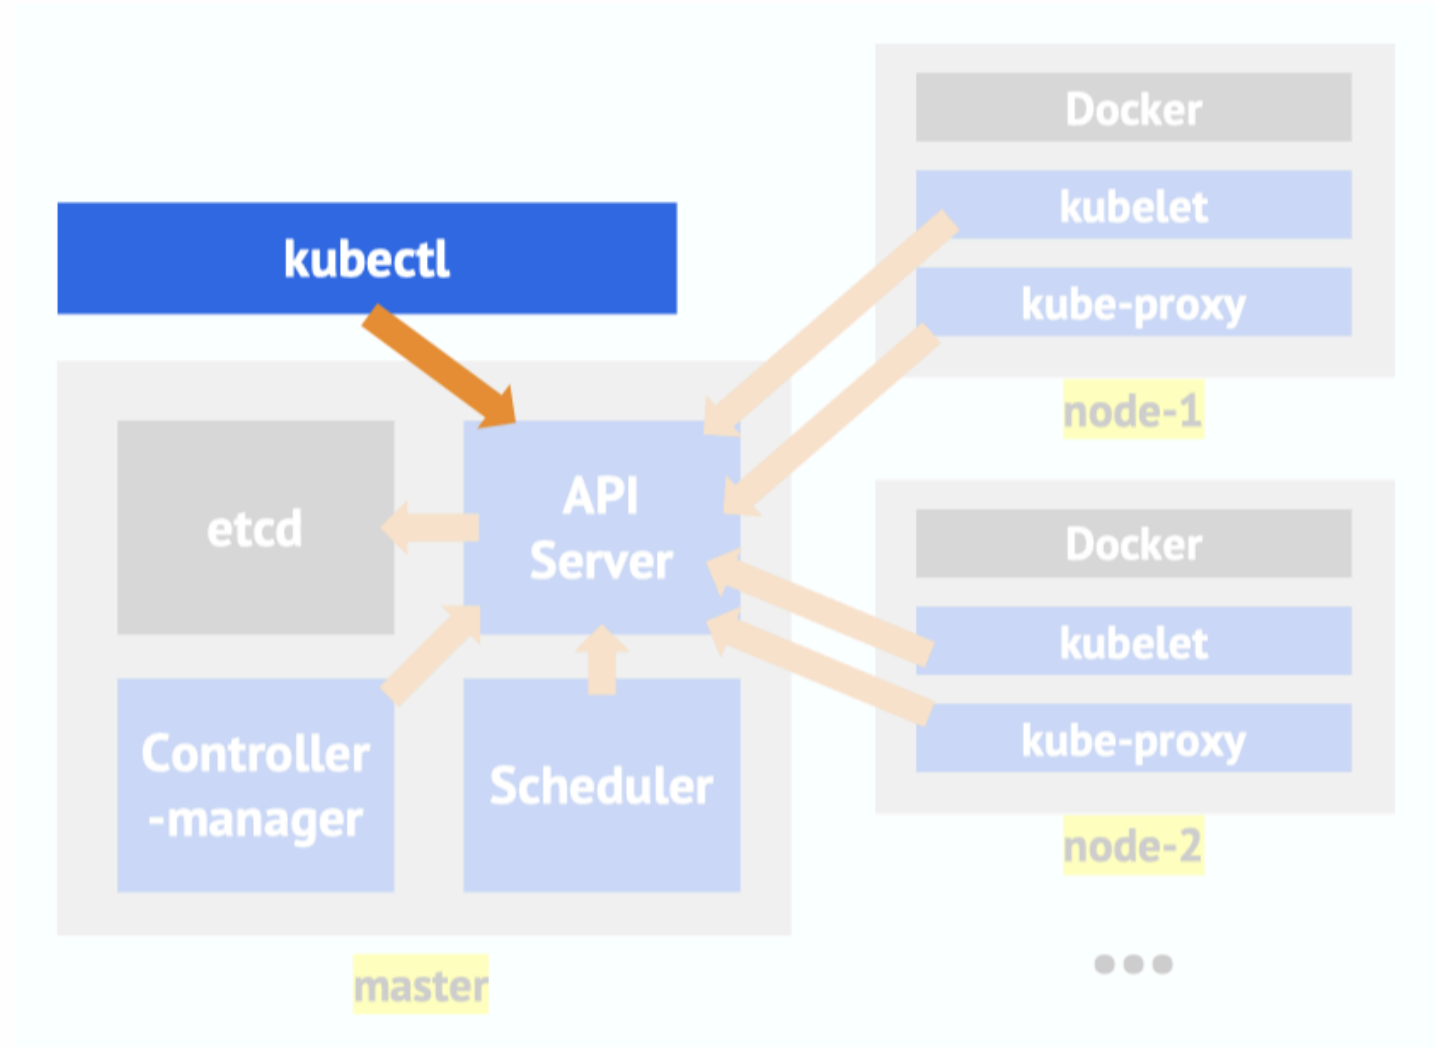 kubectl
etcd
API
Server
Controller
-manager
Scheduler
master
Docker
kubelet
kube-proxy
node-1
Docker
kubelet
kube-proxy
node-2
...